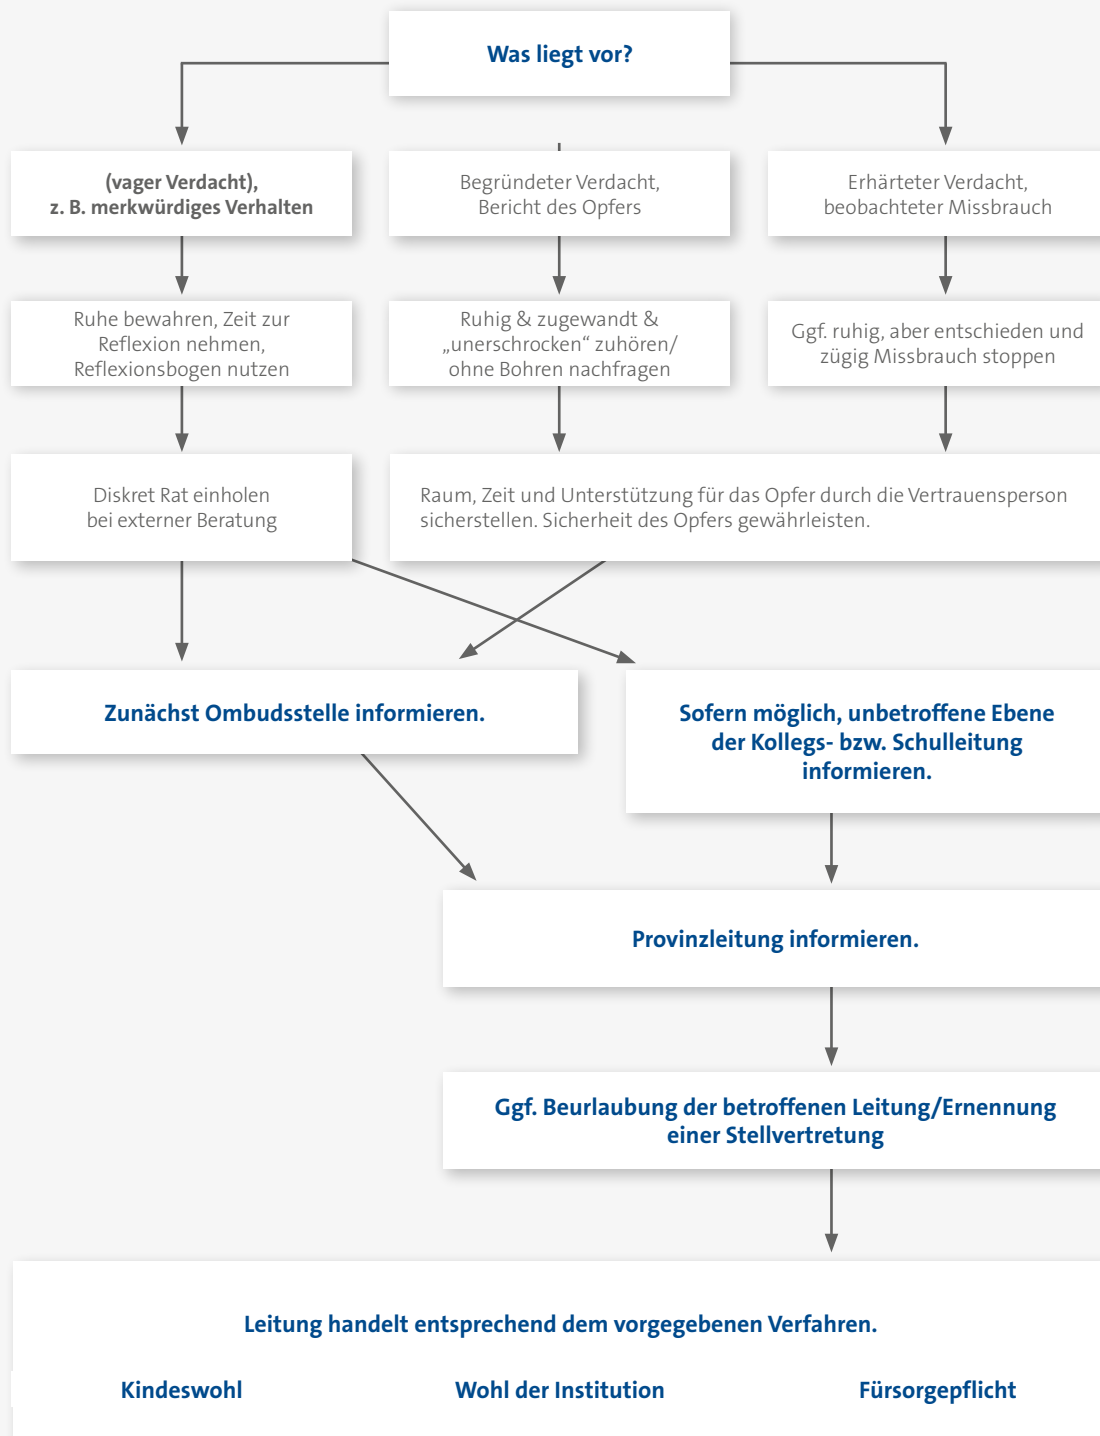 Was liegt vor?
(vager Verdacht),
z. B. merkwürdiges Verhalten
Begründeter Verdacht,
Bericht des Opfers
Erhärteter Verdacht,
beobachteter Missbrauch
Ruhe bewahren, Zeit zur
Reflexion nehmen,
Reflexionsbogen nutzen
Ruhig & zugewandt &
„unerschrocken“ zuhören/
ohne Bohren nachfragen
Ggf. ruhig, aber entschieden und
zügig Missbrauch stoppen
Diskret Rat einholen
bei externer Beratung
Raum, Zeit und Unterstützung für das Opfer durch die Vertrauensperson
sicherstellen. Sicherheit des Opfers gewährleisten.
Zunächst Ombudsstelle informieren.
Sofern möglich, unbetroffene Ebene
der Kollegs- bzw. Schulleitung
informieren.
Provinzleitung informieren.
Ggf. Beurlaubung der betroffenen Leitung/Ernennung
einer Stellvertretung
Leitung handelt entsprechend dem vorgegebenen Verfahren.
Kindeswohl
Wohl der Institution
Fürsorgepflicht